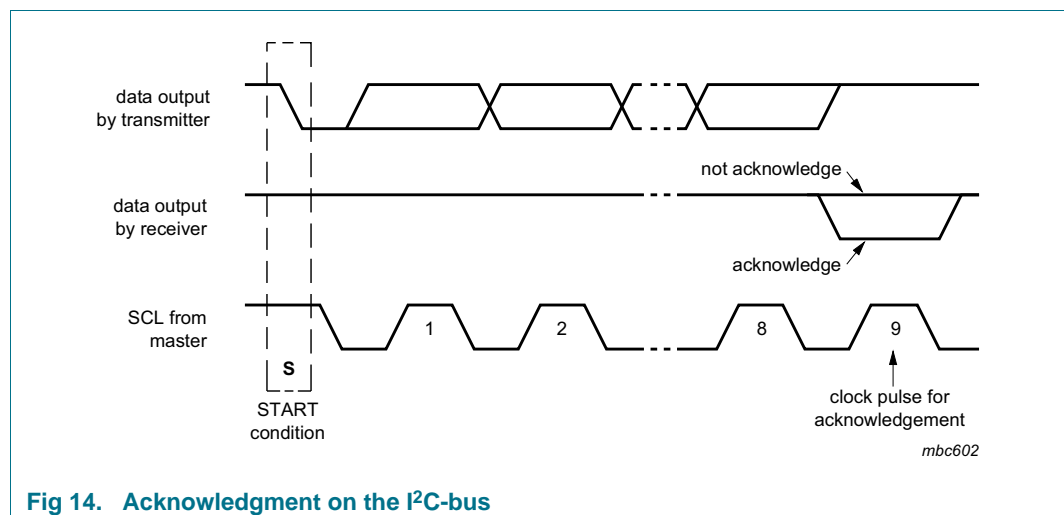 data output
by transmitter
not acknowledge
data output
by receiver
acknowledge
SCL from
master
1
2
8
9
S
START
condition
clock pulse for
acknowledgement
mbc602
Fig 14. Acknowledgment on the I²C-bus